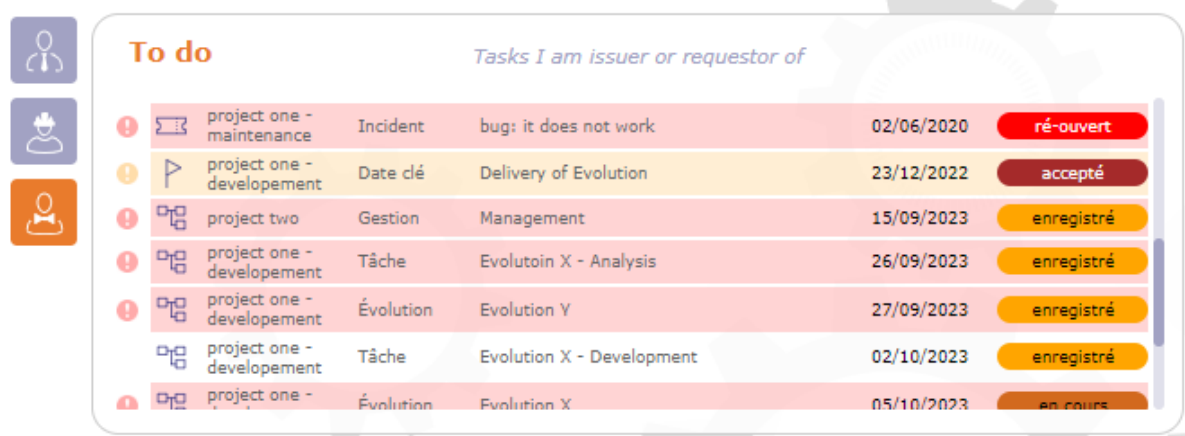 To do
Tasks I am issuer or requestor of
project one -
maintenance
Incident
bug: it does not work
02/06/2020
ré-ouvert
project one -
developement
Date clé
Delivery of Evolution
23/12/2022
accepté
project two
Gestion
Management
15/09/2023
enregistré
project one -
developement
Tâche
Evolutoin X - Analysis
26/09/2023
enregistré
project one -
developement
Évolution
Evolution Y
27/09/2023
enregistré
project one -
developement
Tâche
Evolution X - Development
02/10/2023
enregistré
project one -
Évolution
Evolution X
05/10/2023
en cours